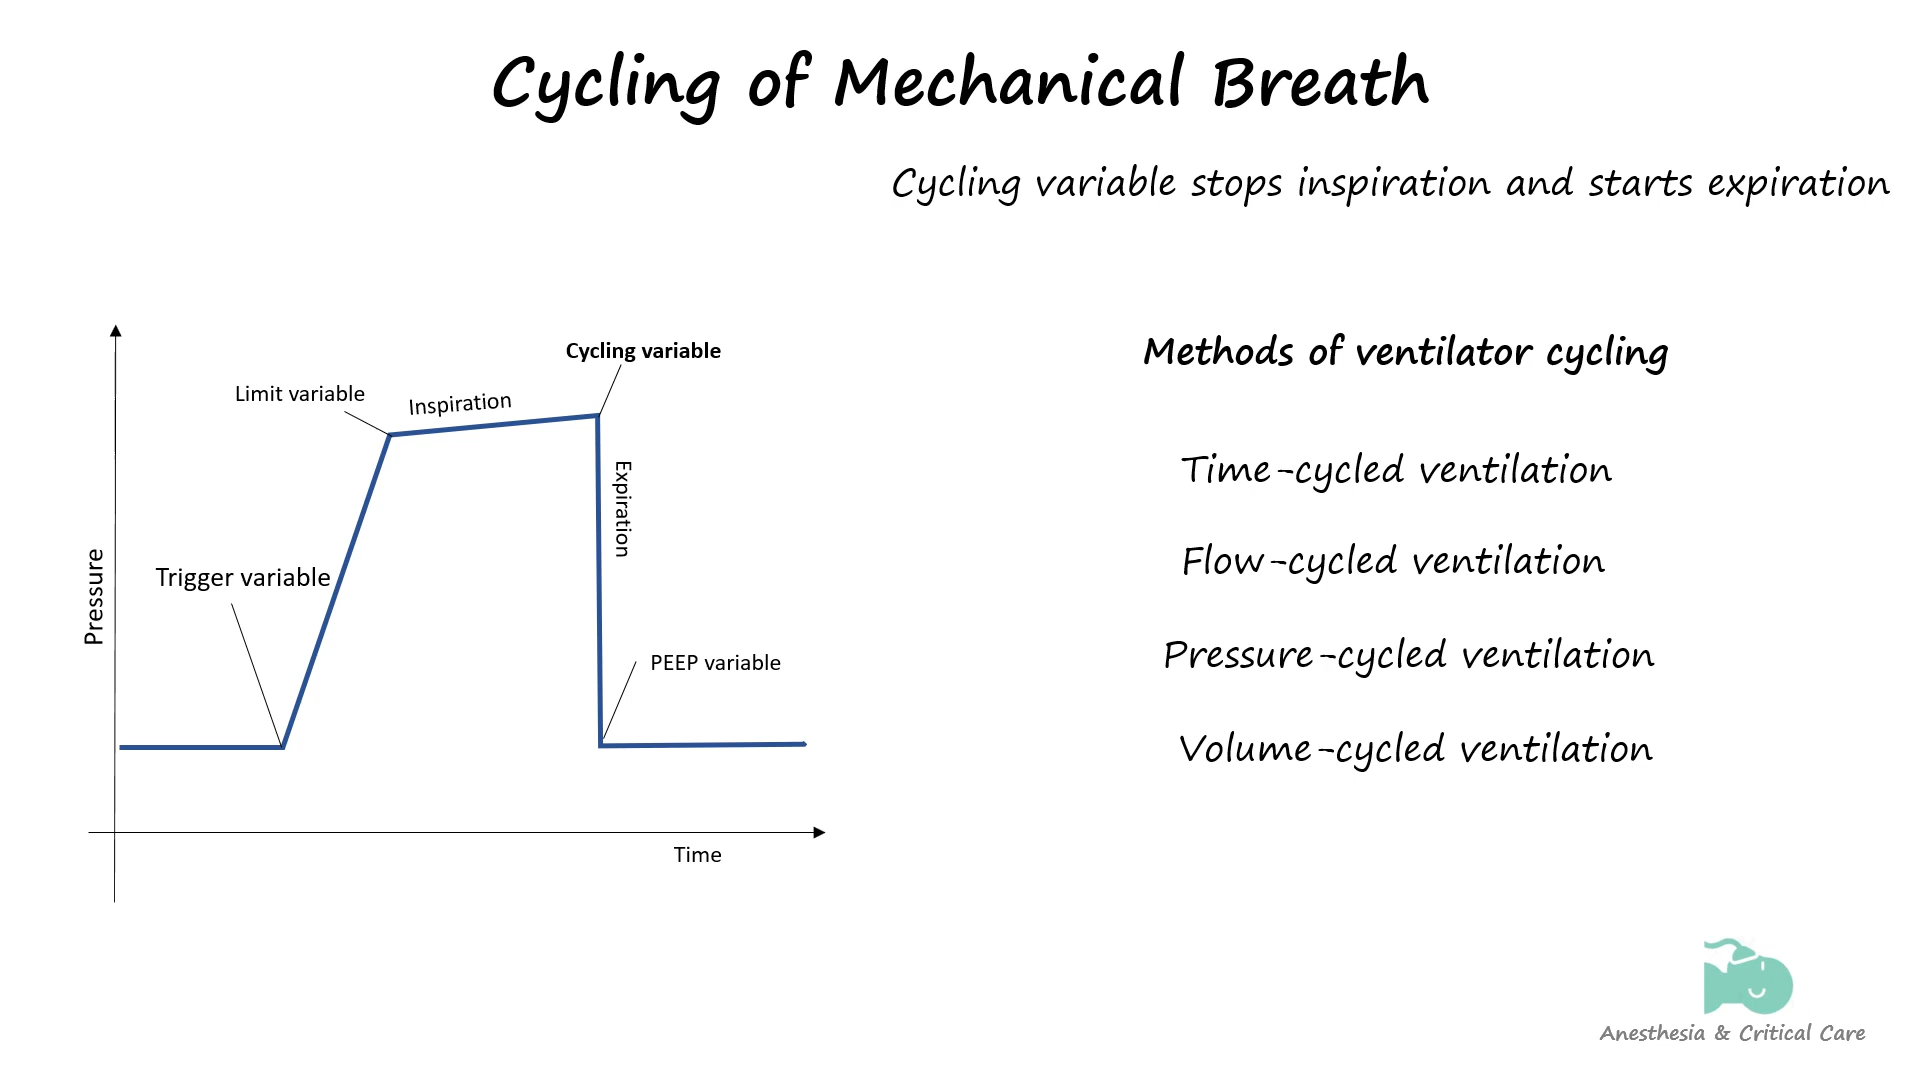 Cycling of Mechanical Breath
Cycling variable stops inspiration and starts expiration
Cycling variable
Limit variable
Inspiration
Expiration
Trigger variable
Pressure
PEEP variable
Time
Methods of ventilator cycling
Time-cycled ventilation
Flow-cycled ventilation
Pressure-cycled ventilation
Volume-cycled ventilation
Anesthesia & Critical Care